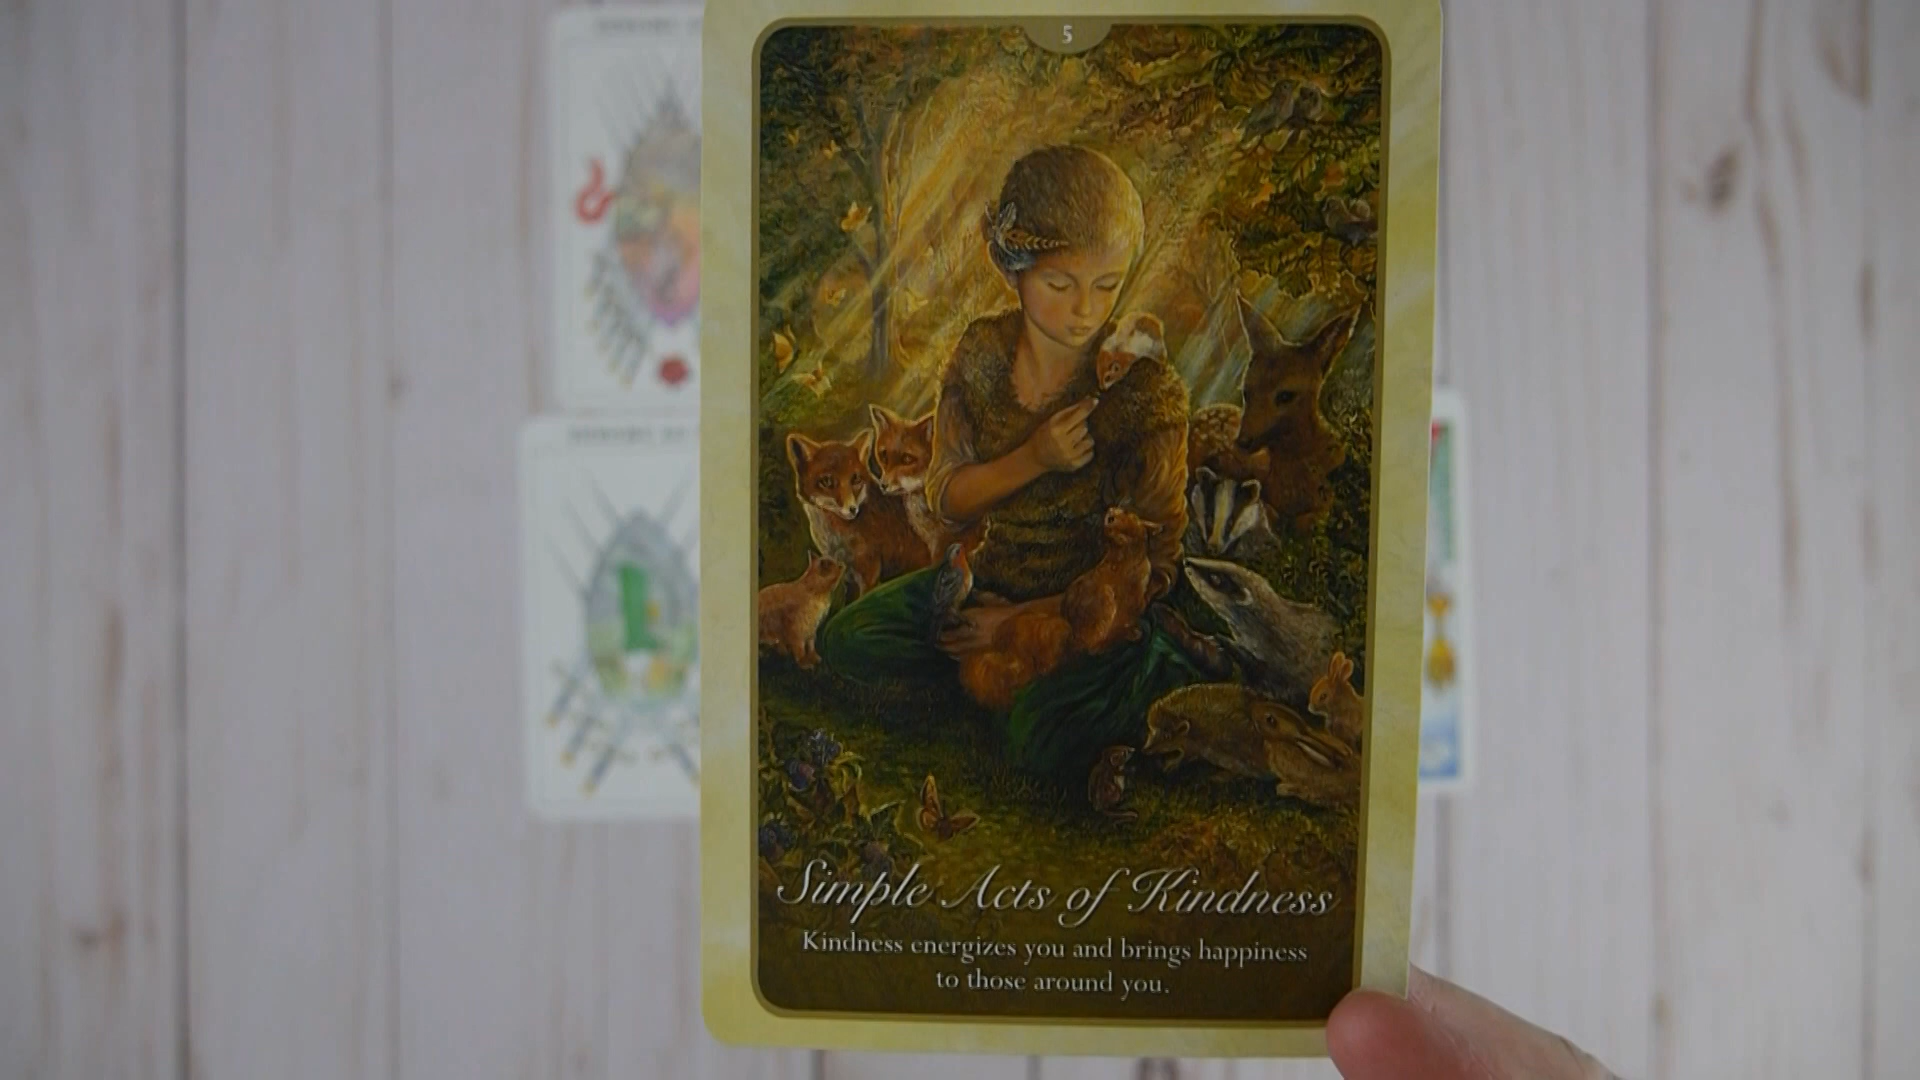 5
Simple Acts of Kindness
Kindness energizes you and brings happiness
to those around you.